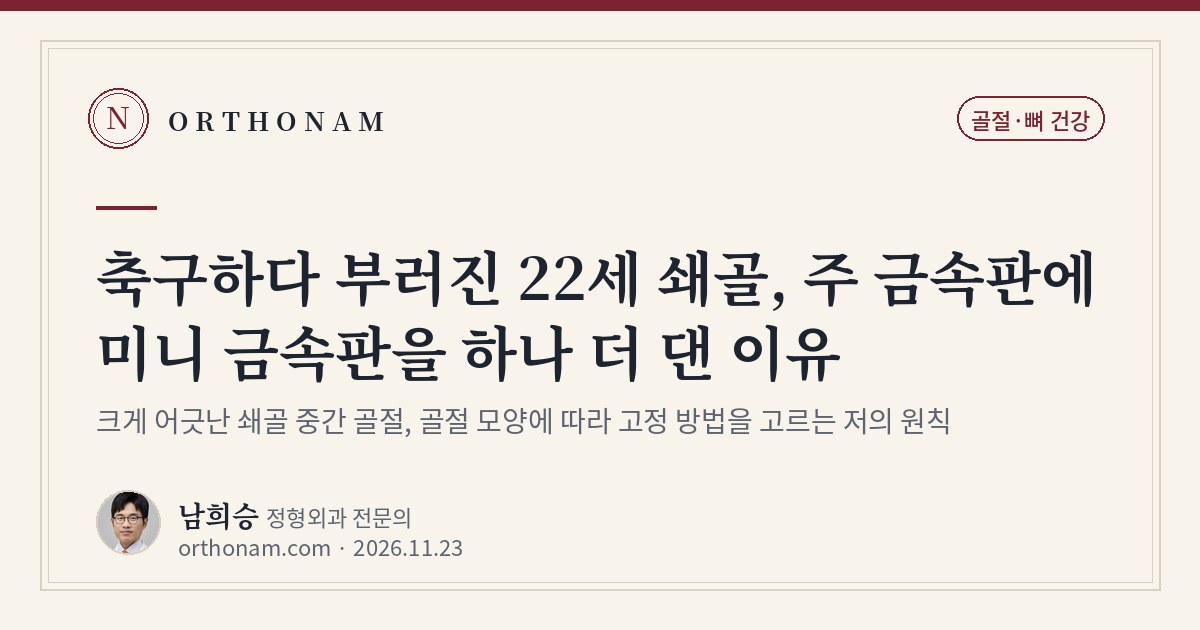 N ORTHONAM
골절·뼈 건강
축구하다 부러진 22세 쇄골, 주 금속판에
미니 금속판을 하나 더 댄 이유
크게 어긋난 쇄골 중간 골절, 골절 모양에 따라 고정 방법을 고르는 저의 원칙
남희승 정형외과 전문의
orthonam.com · 2026.11.23